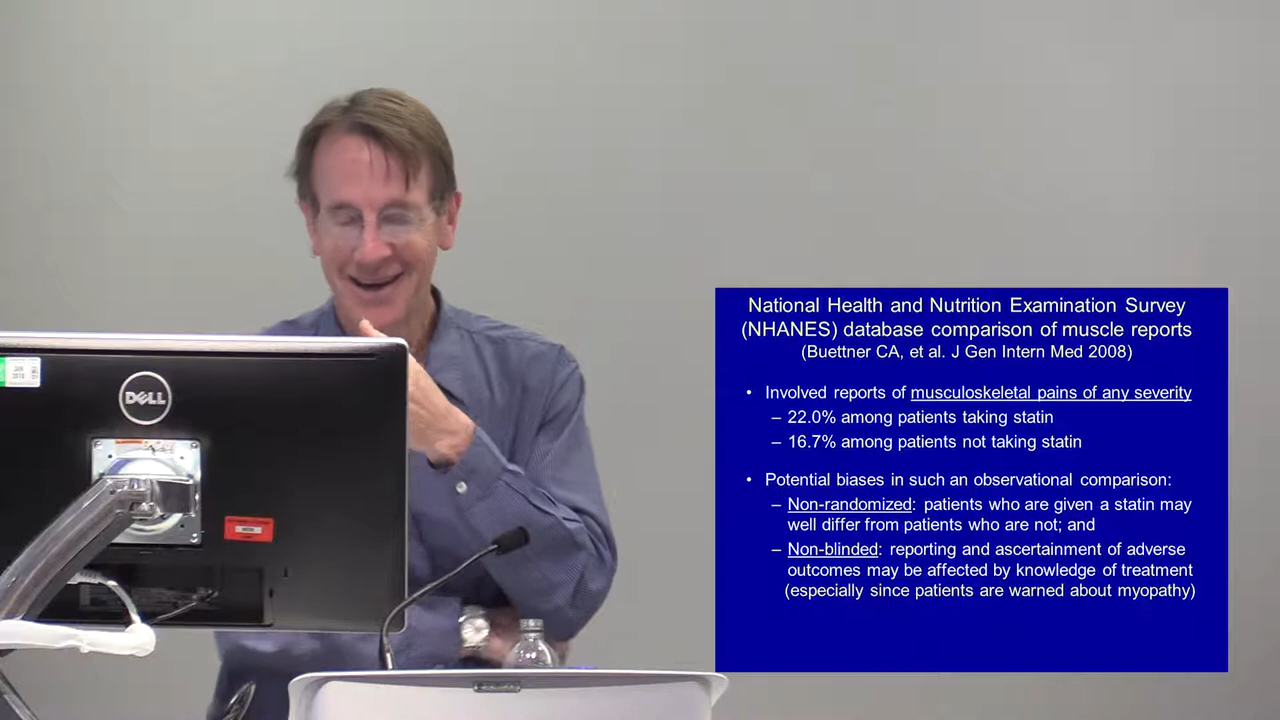 DELL
National Health and Nutrition Examination Survey
(NHANES) database comparison of muscle reports
(Buettner CA, et al. J Gen Intern Med 2008)
• Involved reports of musculoskeletal pains of any severity
– 22.0% among patients taking statin
– 16.7% among patients not taking statin
• Potential biases in such an observational comparison:
– Non-randomized: patients who are given a statin may
well differ from patients who are not; and
– Non-blinded: reporting and ascertainment of adverse
outcomes may be affected by knowledge of treatment
(especially since patients are warned about myopathy)